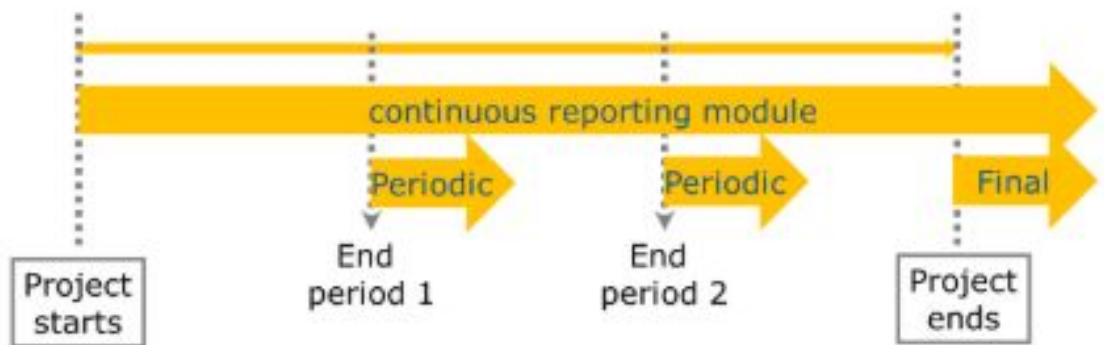 continuous reporting module
Periodic
Periodic
Final
End
period 1
End
period 2
Project
starts
Project
ends